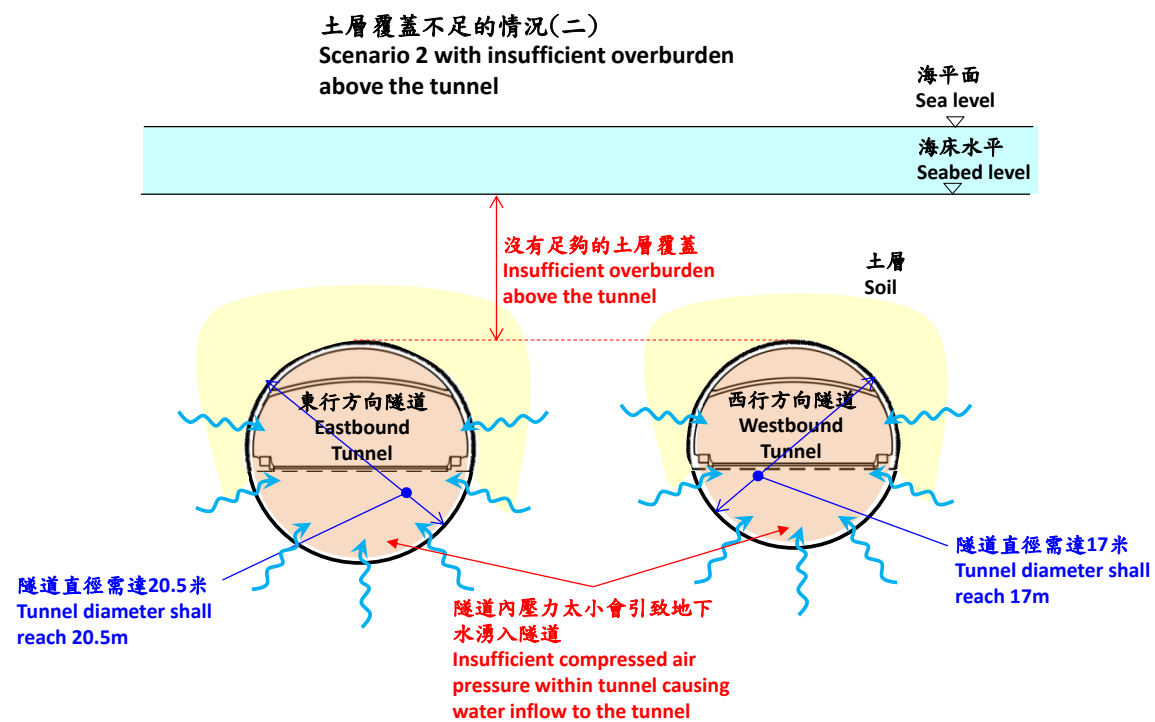 土層覆蓋不足的情況(二)
Scenario 2 with insufficient overburden
above the tunnel
海平面
Sea level
海床水平
Seabed level
沒有足夠的土層覆蓋
Insufficient overburden
above the tunnel
土層
Soil
東行方向隧道
Eastbound
Tunnel
西行方向隧道
Westbound
Tunnel
隧道直徑需達20.5米
Tunnel diameter shall
reach 20.5m
隧道內壓力太小會引致地下
水湧入隧道
Insufficient compressed air
pressure within tunnel causing
water inflow to the tunnel
隧道直徑需達17米
Tunnel diameter shall
reach 17m